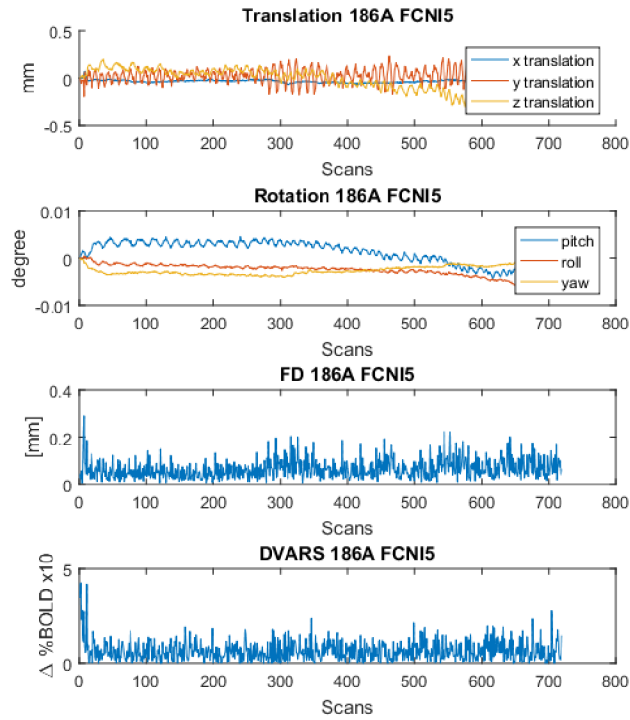 Translation 186A FCNI5
0.5
0
-0.5
mm
x translation
y translation
z translation
0 100 200 300 400 500 600 700 800
Scans
Rotation 186A FCNI5
0.01
0
-0.01
degree
pitch
roll
yaw
0 100 200 300 400 500 600 700 800
Scans
FD 186A FCNI5
0.4
0.2
0
[mm]
0 100 200 300 400 500 600 700 800
Scans
DVARS 186A FCNI5
5
0
Δ %BOLD x10
0 100 200 300 400 500 600 700 800
Scans